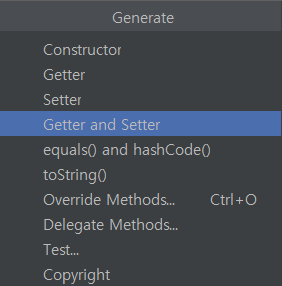 Generate
Constructor
Getter
Setter
Getter and Setter
equals() and hashCode()
toString()
Override Methods... Ctrl+O
Delegate Methods...
Test...
Copyright